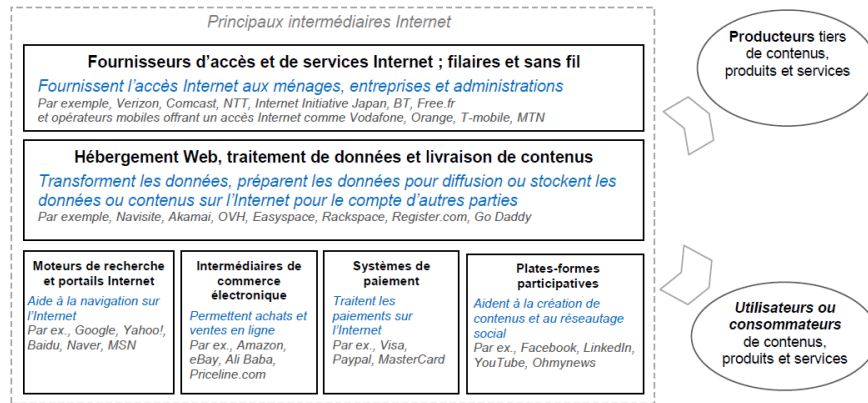 Principaux intermédiaires Internet
Fournisseurs d'accès et de services Internet ; filaires et sans fil
Fournissent l'accès Internet aux ménages, entreprises et administrations
Par exemple, Verizon, Comcast, NTT, Internet Initiative Japan, BT, Free.fr
et opérateurs mobiles offrant un accès Internet comme Vodafone, Orange, T-mobile, MTN
Hébergement Web, traitement de données et livraison de contenus
Transforment les données, préparent les données pour diffusion ou stockent les
données ou contenus sur l'Internet pour le compte d'autres parties
Par exemple, Navisite, Akamai, OVH, Easyspace, Rackspace, Register.com, Go Daddy
Moteurs de recherche
et portails Internet
Aide à la navigation sur
l'Internet
Par ex., Google, Yahoo!,
Baidu, Naver, MSN
Intermédiaires de
commerce
électronique
Permettent achats et
ventes en ligne
Par ex., Amazon,
eBay, Ali Baba,
Priceline.com
Systèmes de
paiement
Traitent les
paiements sur
l'Internet
Par ex., Visa,
Paypal, MasterCard
Plates-formes
participatives
Aident à la création de
contenus et au réseautage
social
Par ex., Facebook, LinkedIn,
YouTube, Ohmynews
Producteurs tiers
de contenus,
produits et services
Utilisateurs ou
consommateurs
de contenus,
produits et services